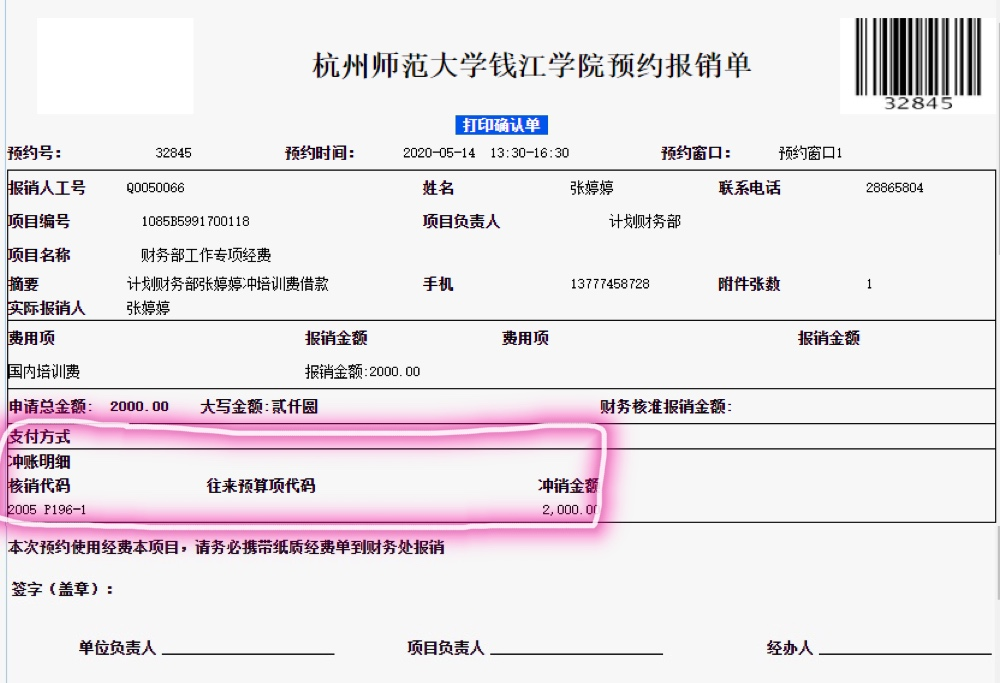 杭州师范大学钱江学院预约报销单
32845
打印确认单
预约号： 32845 预约时间： 2020-05-14 13:30-16:30 预约窗口： 预约窗口1
报销人工号 Q0050066 姓名 张婷婷 联系电话 28865804
项目编号 1085B5991700118 项目负责人 计划财务部
项目名称 财务部工作专项经费
摘要 计划财务部张婷婷冲培训费借款 手机 13777458728 附件张数 1
实际报销人 张婷婷
费用项 报销金额 费用项 报销金额
国内培训费 报销金额:2000.00
申请总金额: 2000.00 大写金额:贰仟圆 财务核准报销金额:
支付方式
冲账明细
核销代码 往来预算项代码 冲销金额
2005 P196-1 2,000.00
本次预约使用经费本项目，请务必携带纸质经费单到财务处报销
签字（盖章）：
单位负责人 项目负责人 经办人